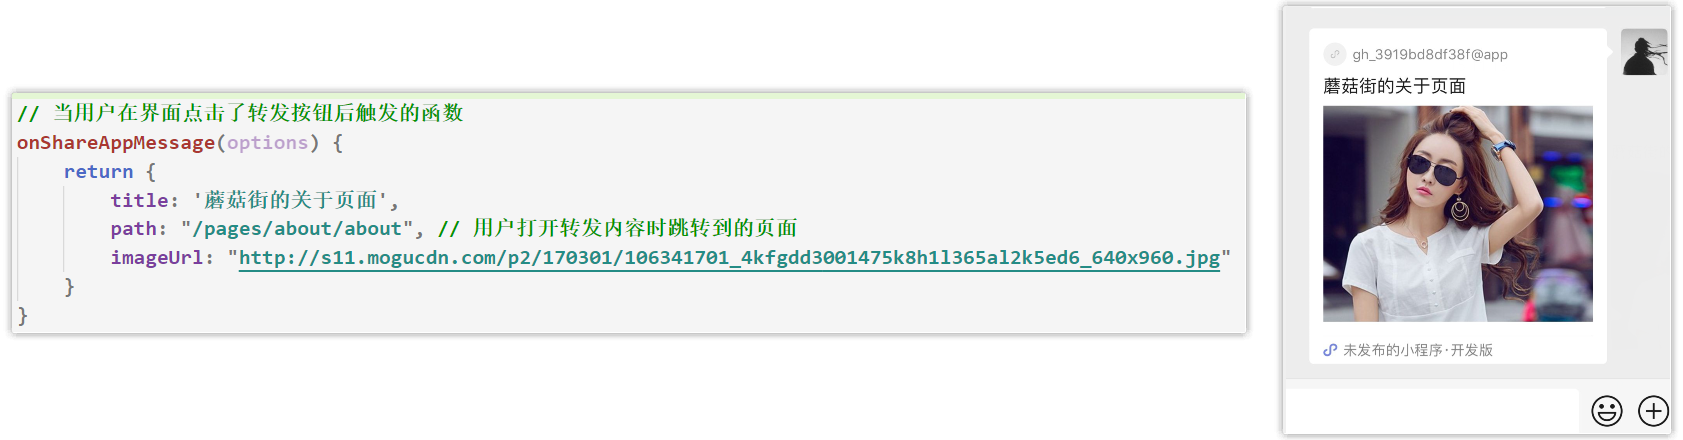 // 当用户在界面点击了转发按钮后触发的函数
onShareAppMessage(options) {
    return {
        title: '蘑菇街的关于页面',
        path: "/pages/about/about", // 用户打开转发内容时跳转到的页面
        imageUrl: "http://s11.mogucdn.com/p2/170301/106341701_4kfgdd3001475k8h1l365al2k5ed6_640x960.jpg"
    }
}
gh_3919bd8df38f@app
蘑菇街的关于页面
未发布的小程序·开发版